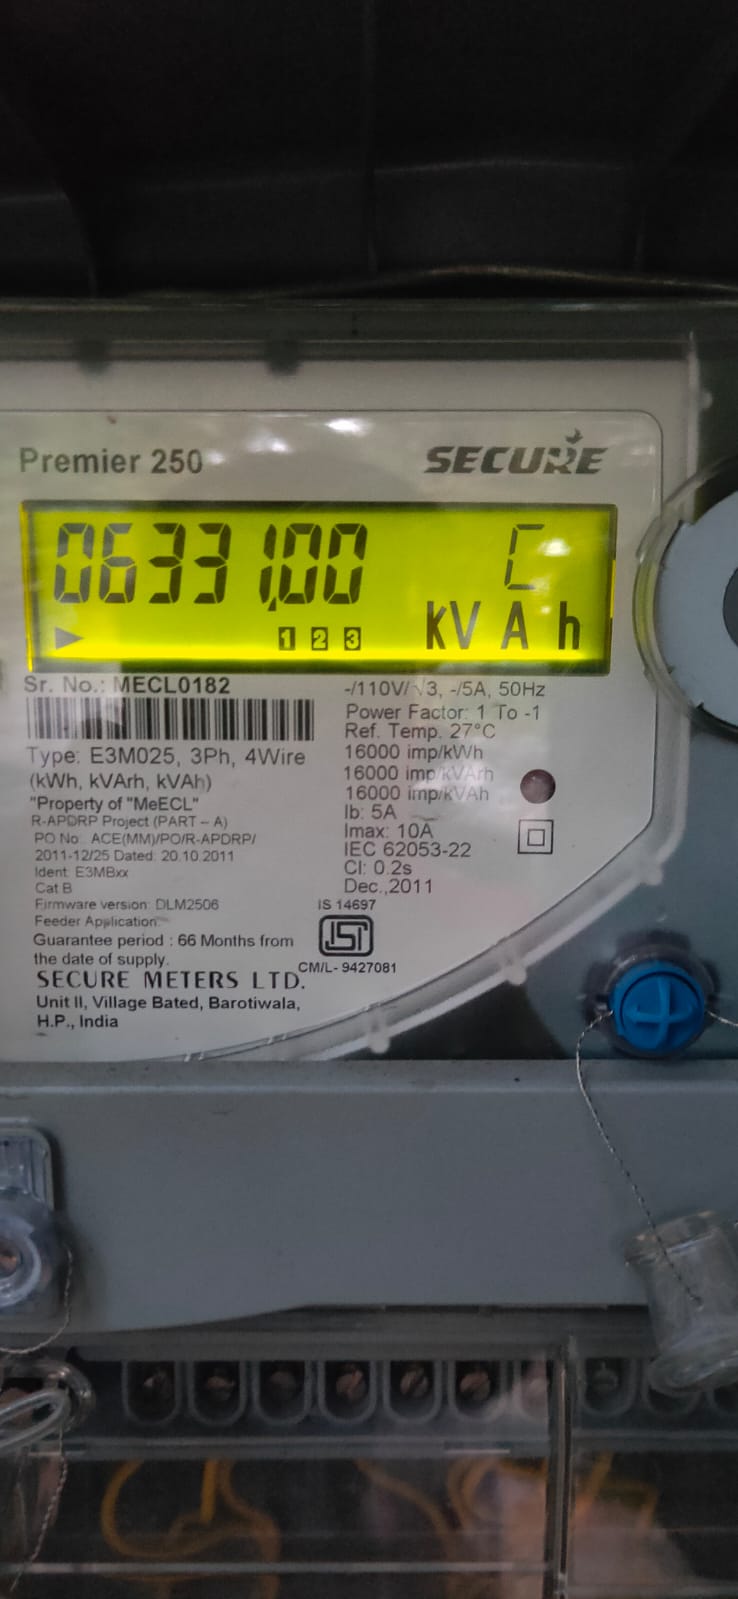 Premier 250
SECURE
06331.00 C
kVAh
1 2 3
Sr. No.: MECL0182
Type: E3M025, 3Ph, 4Wire
(kWh, kVArh, kVAh)
"Property of "MeECL"
R-APDRP Project (PART – A)
PO No: ACE(MM)/PO/R-APDRP/
2011-12/25 Dated: 20.10.2011
Ident: E3MBxx
Cat B
Firmware version: DLM2506
Feeder Application
Guarantee period : 66 Months from
the date of supply.
SECURE METERS LTD.
Unit II, Village Bated, Barotiwala,
H.P., India
-/110V/√3, -/5A, 50Hz
Power Factor: 1 To -1
Ref. Temp. 27°C
16000 imp/kWh
16000 imp/kVArh
16000 imp/kVAh
Ib: 5A
Imax: 10A
IEC 62053-22
Cl: 0.2s
Dec.,2011
IS 14697
ISI
CM/L- 9427081